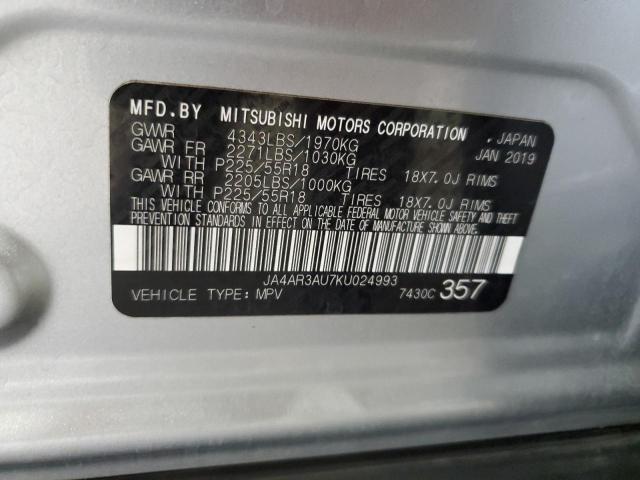 MFD.BY MITSUBISHI MOTORS CORPORATION , JAPAN
GVWR 4343LBS/1970KG JAN 2019
GAWR FR 2271LBS/1030KG
WITH P225/55R18 TIRES 18X7.0J RIMS
GAWR RR 2205LBS/1000KG
WITH P225/55R18 TIRES 18X7.0J RIMS
THIS VEHICLE CONFORMS TO ALL APPLICABLE FEDERAL MOTOR VEHICLE SAFETY AND THEFT
PREVENTION STANDARDS IN EFFECT ON THE DATE OF MANUFACTURE SHOWN ABOVE.
JA4AR3AU7KU024993
VEHICLE TYPE: MPV 7430C 357